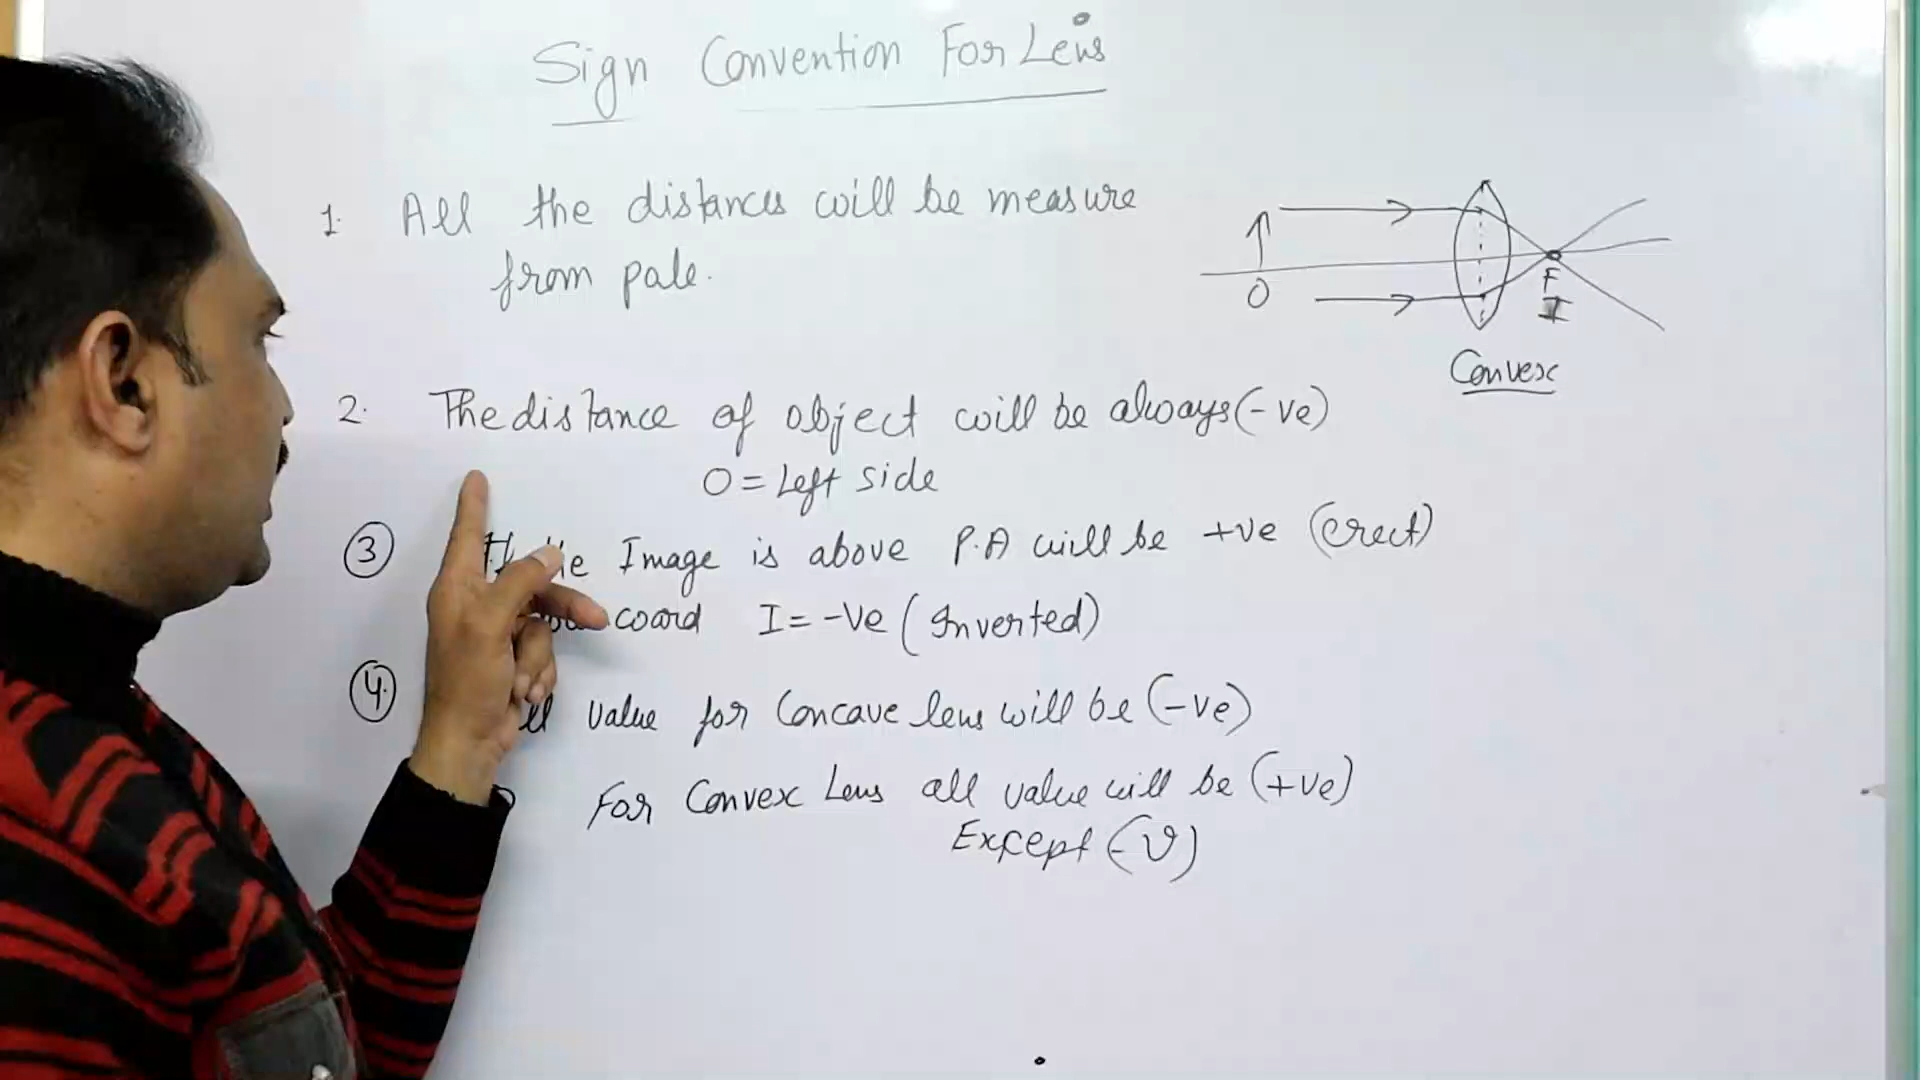 Sign Convention For Lens
1. All the distances will be measure
from pole.
O
F
I
Convex
2. The distance of object will be always (-ve)
O = Left side
3 Image is above P.A will be +ve (erect)
I = -ve (Inverted)
4. value for Concave lens will be (-ve)
For Convex Lens all value will be (+ve)
Except (-v)